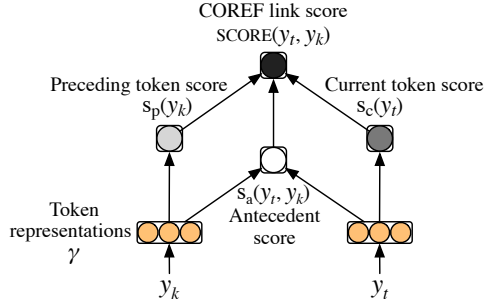 COREF link score
SCORE(y_t, y_k)
Preceding token score
s_p(y_k)
Current token score
s_c(y_t)
s_a(y_t, y_k)
Antecedent
score
Token
representations
γ
y_k
y_t